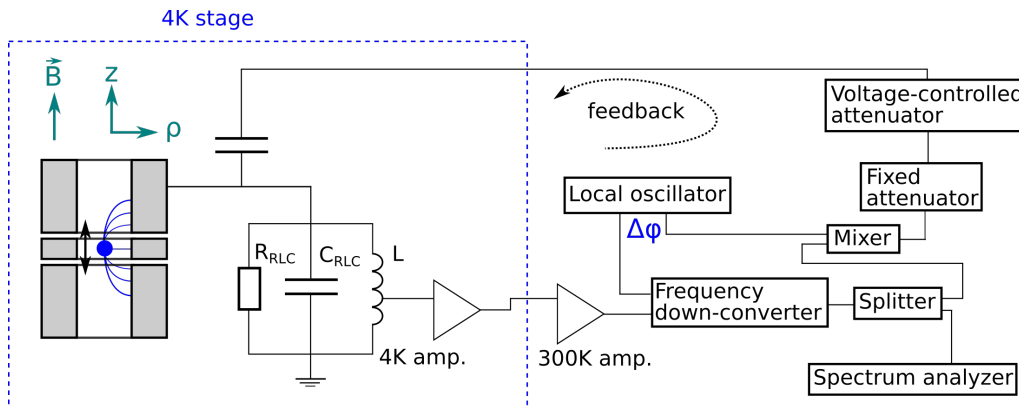 4K stage
B
z
ρ
feedback
Voltage-controlled
attenuator
Fixed
attenuator
Local oscillator
Δφ
Mixer
R_RLC
C_RLC
L
Frequency
down-converter
Splitter
4K amp.
300K amp.
Spectrum analyzer